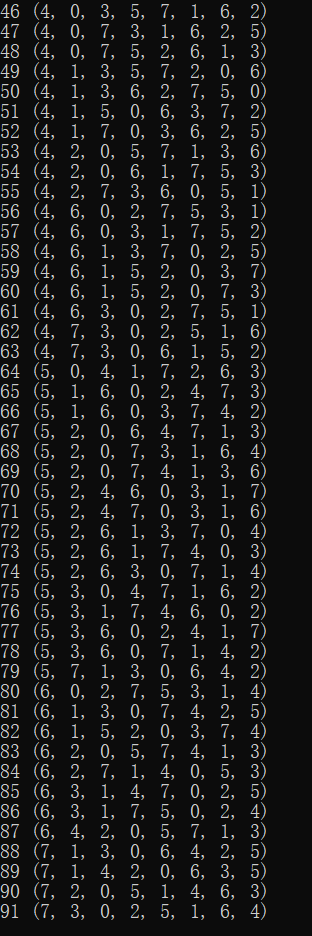 46 (4, 0, 3, 5, 7, 1, 6, 2)
47 (4, 0, 7, 3, 1, 6, 2, 5)
48 (4, 0, 7, 5, 2, 6, 1, 3)
49 (4, 1, 3, 5, 7, 2, 0, 6)
50 (4, 1, 3, 6, 2, 7, 5, 0)
51 (4, 1, 5, 0, 6, 3, 7, 2)
52 (4, 1, 7, 0, 3, 6, 2, 5)
53 (4, 2, 0, 5, 7, 1, 3, 6)
54 (4, 2, 0, 6, 1, 7, 5, 3)
55 (4, 2, 7, 3, 6, 0, 5, 1)
56 (4, 6, 0, 2, 7, 5, 3, 1)
57 (4, 6, 0, 3, 1, 7, 5, 2)
58 (4, 6, 1, 3, 7, 0, 2, 5)
59 (4, 6, 1, 5, 2, 0, 3, 7)
60 (4, 6, 1, 5, 2, 0, 7, 3)
61 (4, 6, 3, 0, 2, 7, 5, 1)
62 (4, 7, 3, 0, 2, 5, 1, 6)
63 (4, 7, 3, 0, 6, 1, 5, 2)
64 (5, 0, 4, 1, 7, 2, 6, 3)
65 (5, 1, 6, 0, 2, 4, 7, 3)
66 (5, 1, 6, 0, 3, 7, 4, 2)
67 (5, 2, 0, 6, 4, 7, 1, 3)
68 (5, 2, 0, 7, 3, 1, 6, 4)
69 (5, 2, 0, 7, 4, 1, 3, 6)
70 (5, 2, 4, 6, 0, 3, 1, 7)
71 (5, 2, 4, 7, 0, 3, 1, 6)
72 (5, 2, 6, 1, 3, 7, 0, 4)
73 (5, 2, 6, 1, 7, 4, 0, 3)
74 (5, 2, 6, 3, 0, 7, 1, 4)
75 (5, 3, 0, 4, 7, 1, 6, 2)
76 (5, 3, 1, 7, 4, 6, 0, 2)
77 (5, 3, 6, 0, 2, 4, 1, 7)
78 (5, 3, 6, 0, 7, 1, 4, 2)
79 (5, 7, 1, 3, 0, 6, 4, 2)
80 (6, 0, 2, 7, 5, 3, 1, 4)
81 (6, 1, 3, 0, 7, 4, 2, 5)
82 (6, 1, 5, 2, 0, 3, 7, 4)
83 (6, 2, 0, 5, 7, 4, 1, 3)
84 (6, 2, 7, 1, 4, 0, 5, 3)
85 (6, 3, 1, 4, 7, 0, 2, 5)
86 (6, 3, 1, 7, 5, 0, 2, 4)
87 (6, 4, 2, 0, 5, 7, 1, 3)
88 (7, 1, 3, 0, 6, 4, 2, 5)
89 (7, 1, 4, 2, 0, 6, 3, 5)
90 (7, 2, 0, 5, 1, 4, 6, 3)
91 (7, 3, 0, 2, 5, 1, 6, 4)